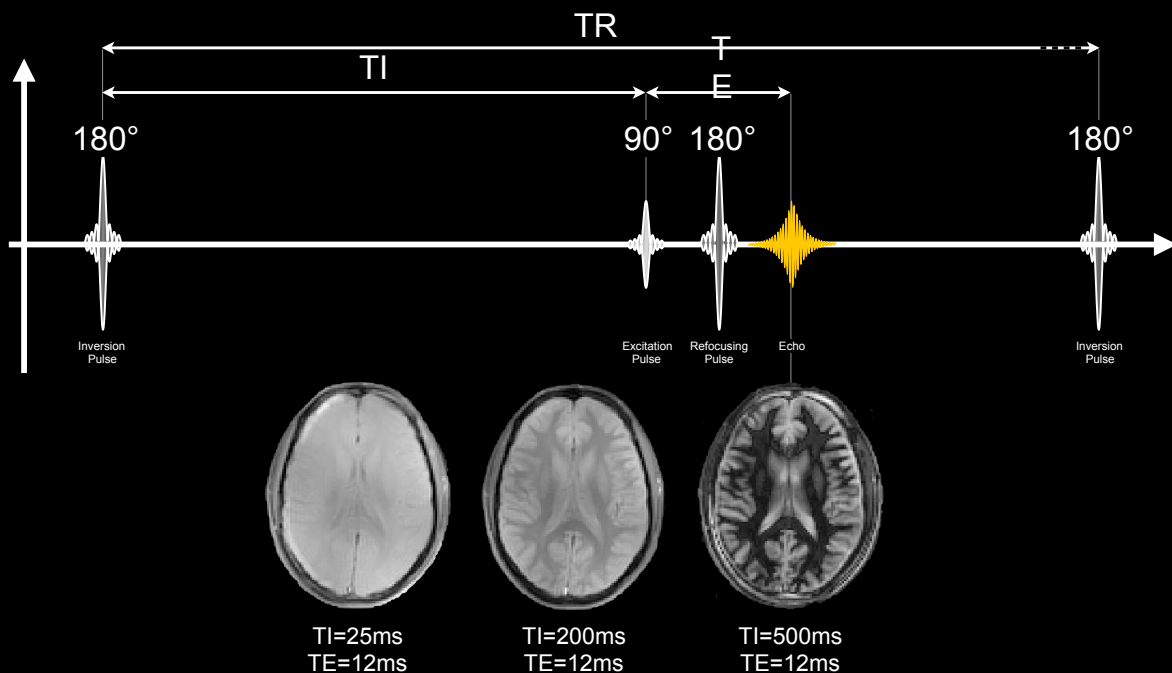 TR
TI
T
E
180°
90°
180°
180°
Inversion
Pulse
Excitation
Pulse
Refocusing
Pulse
Echo
Inversion
Pulse
TI=25ms
TE=12ms
TI=200ms
TE=12ms
TI=500ms
TE=12ms